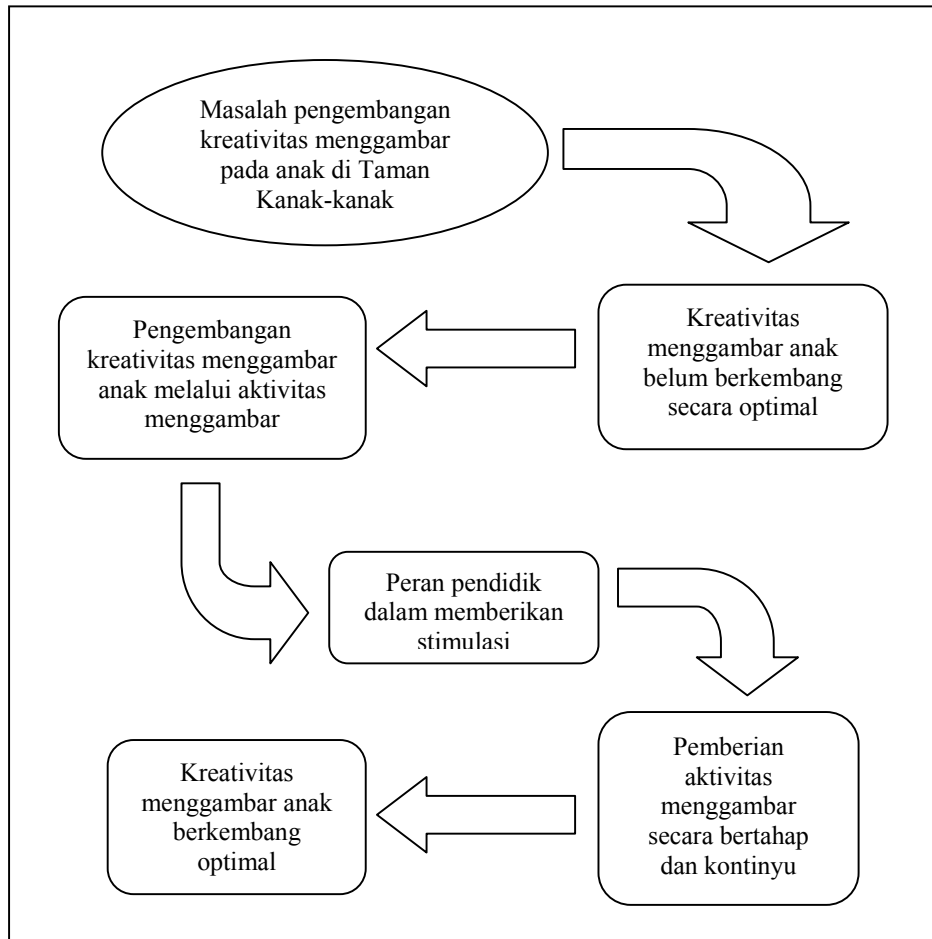 Masalah pengembangan
kreativitas menggambar
pada anak di Taman
Kanak-kanak
Kreativitas
menggambar anak
belum berkembang
secara optimal
Pengembangan
kreativitas menggambar
anak melalui aktivitas
menggambar
Peran pendidik
dalam memberikan
stimulasi
Pemberian
aktivitas
menggambar
secara bertahap
dan kontinyu
Kreativitas
menggambar anak
berkembang
optimal